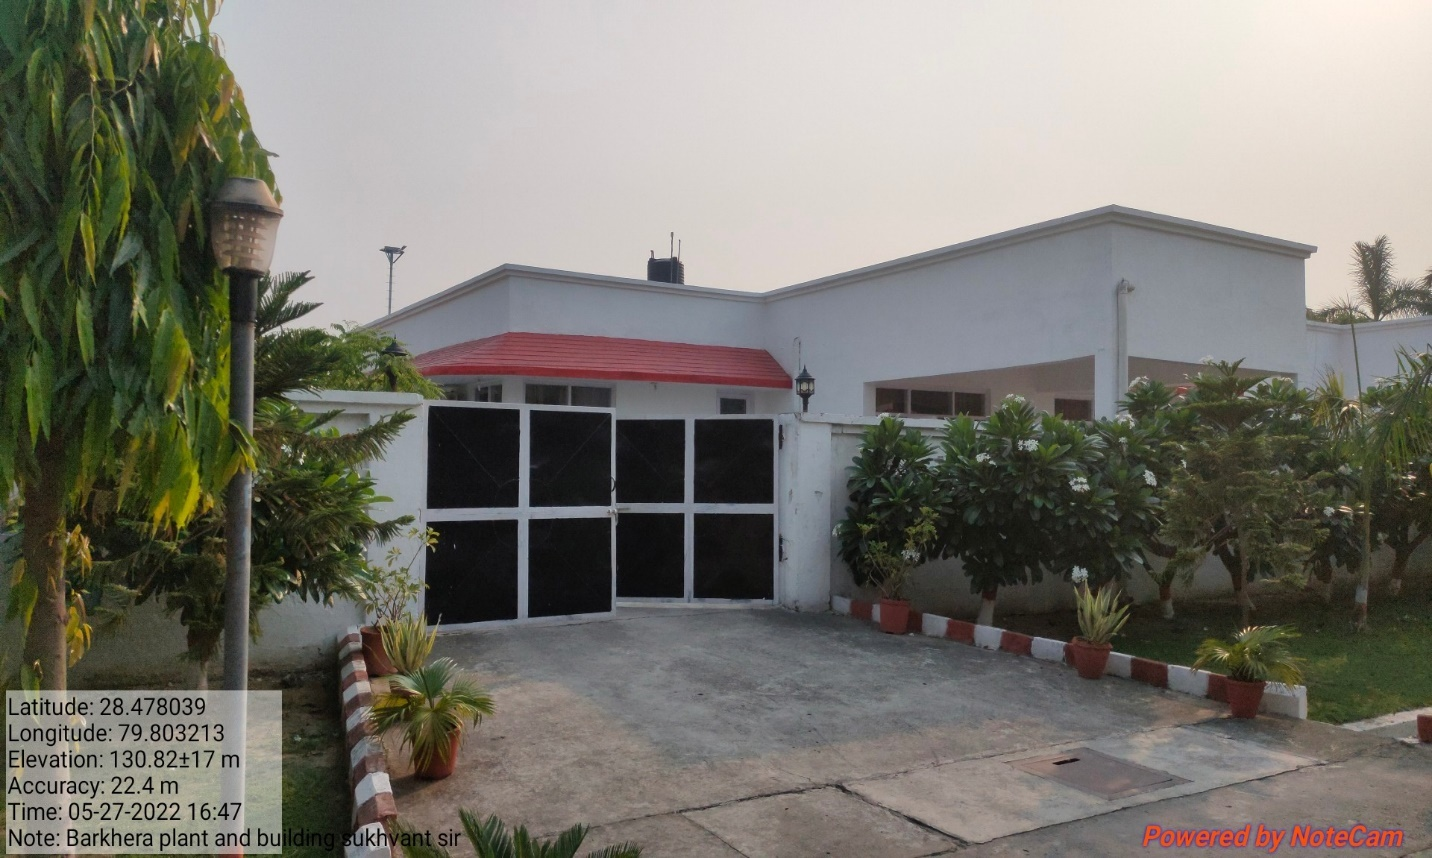 Latitude: 28.478039
Longitude: 79.803213
Elevation: 130.82±17 m
Accuracy: 22.4 m
Time: 05-27-2022 16:47
Note: Barkhera plant and building sukhvant sir
Powered by NoteCam